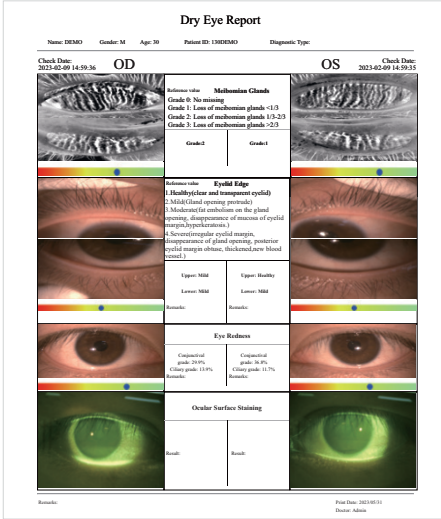 Dry Eye Report
Name: DEMO Gender: M Age: 30 Patient ID: 130DEMO Diagnostic Type:
Check Date:
2023-02-09 14:59:36
OD
OS
Check Date:
2023-02-09 14:59:35
Reference value Meibomian Glands
Grade 0: No missing
Grade 1: Loss of meibomian glands <1/3
Grade 2: Loss of meibomian glands 1/3-2/3
Grade 3: Loss of meibomian glands >2/3
Grade:2 Grade:1
Reference value Eyelid Edge
1.Healthy(clear and transparent eyelid)
2.Mild(Gland opening protrude)
3.Moderate(fat embolism on the gland
opening, disappearance of mucosa of eyelid
margin,hyperkeratosis.)
4.Severe(irregular eyelid margin,
disappearance of gland opening, posterior
eyelid margin obtuse, thickened,new blood
vessel.)
Upper: Mild Upper: Healthy
Lower: Mild Lower: Mild
Remarks: Remarks:
Eye Redness
Conjunctival Conjunctival
grade: 29.9% grade: 36.0%
Ciliary grade: 13.9% Ciliary grade: 11.7%
Remarks: Remarks:
Ocular Surface Staining
Result: Result:
Remarks:
Print Date: 2023/05/31
Doctor: Admin